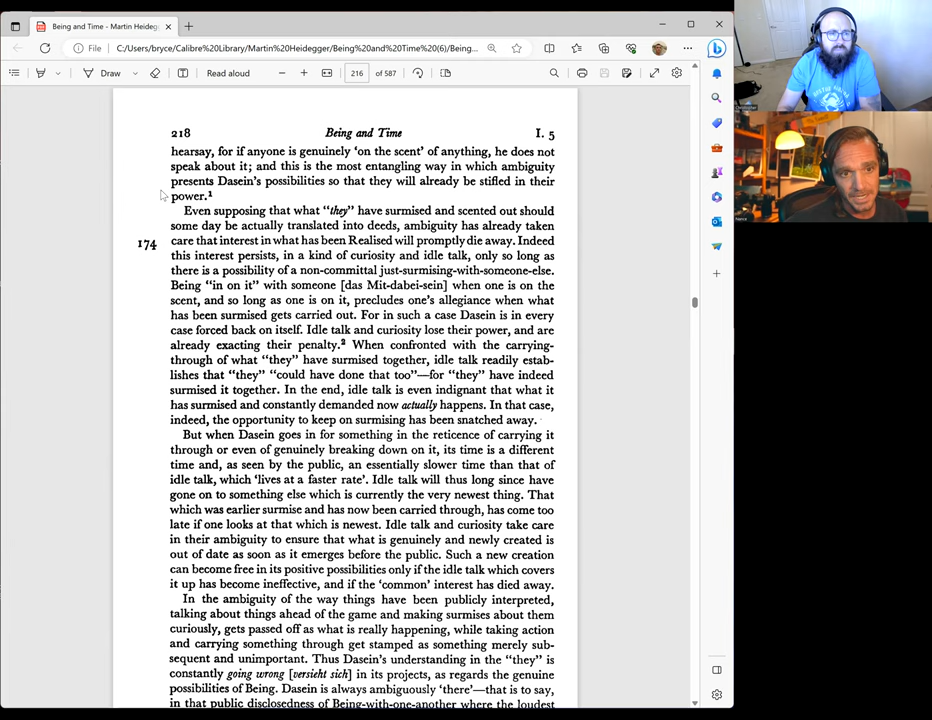 Being and Time - Martin Heideg
File
C:/Users/bryce/Calibre%20Library/Martin%20Heidegger/Being%20and%20Time%20(6)/Being...
Draw
Read aloud
216 of 587
218 Being and Time I. 5
hearsay, for if anyone is genuinely ‘on the scent’ of anything, he does not
speak about it; and this is the most entangling way in which ambiguity
presents Dasein’s possibilities so that they will already be stifled in their
power.¹
Even supposing that what “they” have surmised and scented out should
some day be actually translated into deeds, ambiguity has already taken
174 care that interest in what has been Realised will promptly die away. Indeed
this interest persists, in a kind of curiosity and idle talk, only so long as
there is a possibility of a non-committal just-surmising-with-someone-else.
Being “in on it” with someone [das Mit-dabei-sein] when one is on the
scent, and so long as one is on it, precludes one’s allegiance when what
has been surmised gets carried out. For in such a case Dasein is in every
case forced back on itself. Idle talk and curiosity lose their power, and are
already exacting their penalty.² When confronted with the carrying-
through of what “they” have surmised together, idle talk readily estab-
lishes that “they” “could have done that too”—for “they” have indeed
surmised it together. In the end, idle talk is even indignant that what it
has surmised and constantly demanded now actually happens. In that case,
indeed, the opportunity to keep on surmising has been snatched away.
But when Dasein goes in for something in the reticence of carrying it
through or even of genuinely breaking down on it, its time is a different
time and, as seen by the public, an essentially slower time than that of
idle talk, which ‘lives at a faster rate’. Idle talk will thus long since have
gone on to something else which is currently the very newest thing. That
which was earlier surmise and has now been carried through, has come too
late if one looks at that which is newest. Idle talk and curiosity take care
in their ambiguity to ensure that what is genuinely and newly created is
out of date as soon as it emerges before the public. Such a new creation
can become free in its positive possibilities only if the idle talk which covers
it up has become ineffective, and if the ‘common’ interest has died away.
In the ambiguity of the way things have been publicly interpreted,
talking about things ahead of the game and making surmises about them
curiously, gets passed off as what is really happening, while taking action
and carrying something through get stamped as something merely sub-
sequent and unimportant. Thus Dasein’s understanding in the “they” is
constantly going wrong [versieht sich] in its projects, as regards the genuine
possibilities of Being. Dasein is always ambiguously ‘there’—that is to say,
in that public disclosedness of Being-with-one-another where the loudest